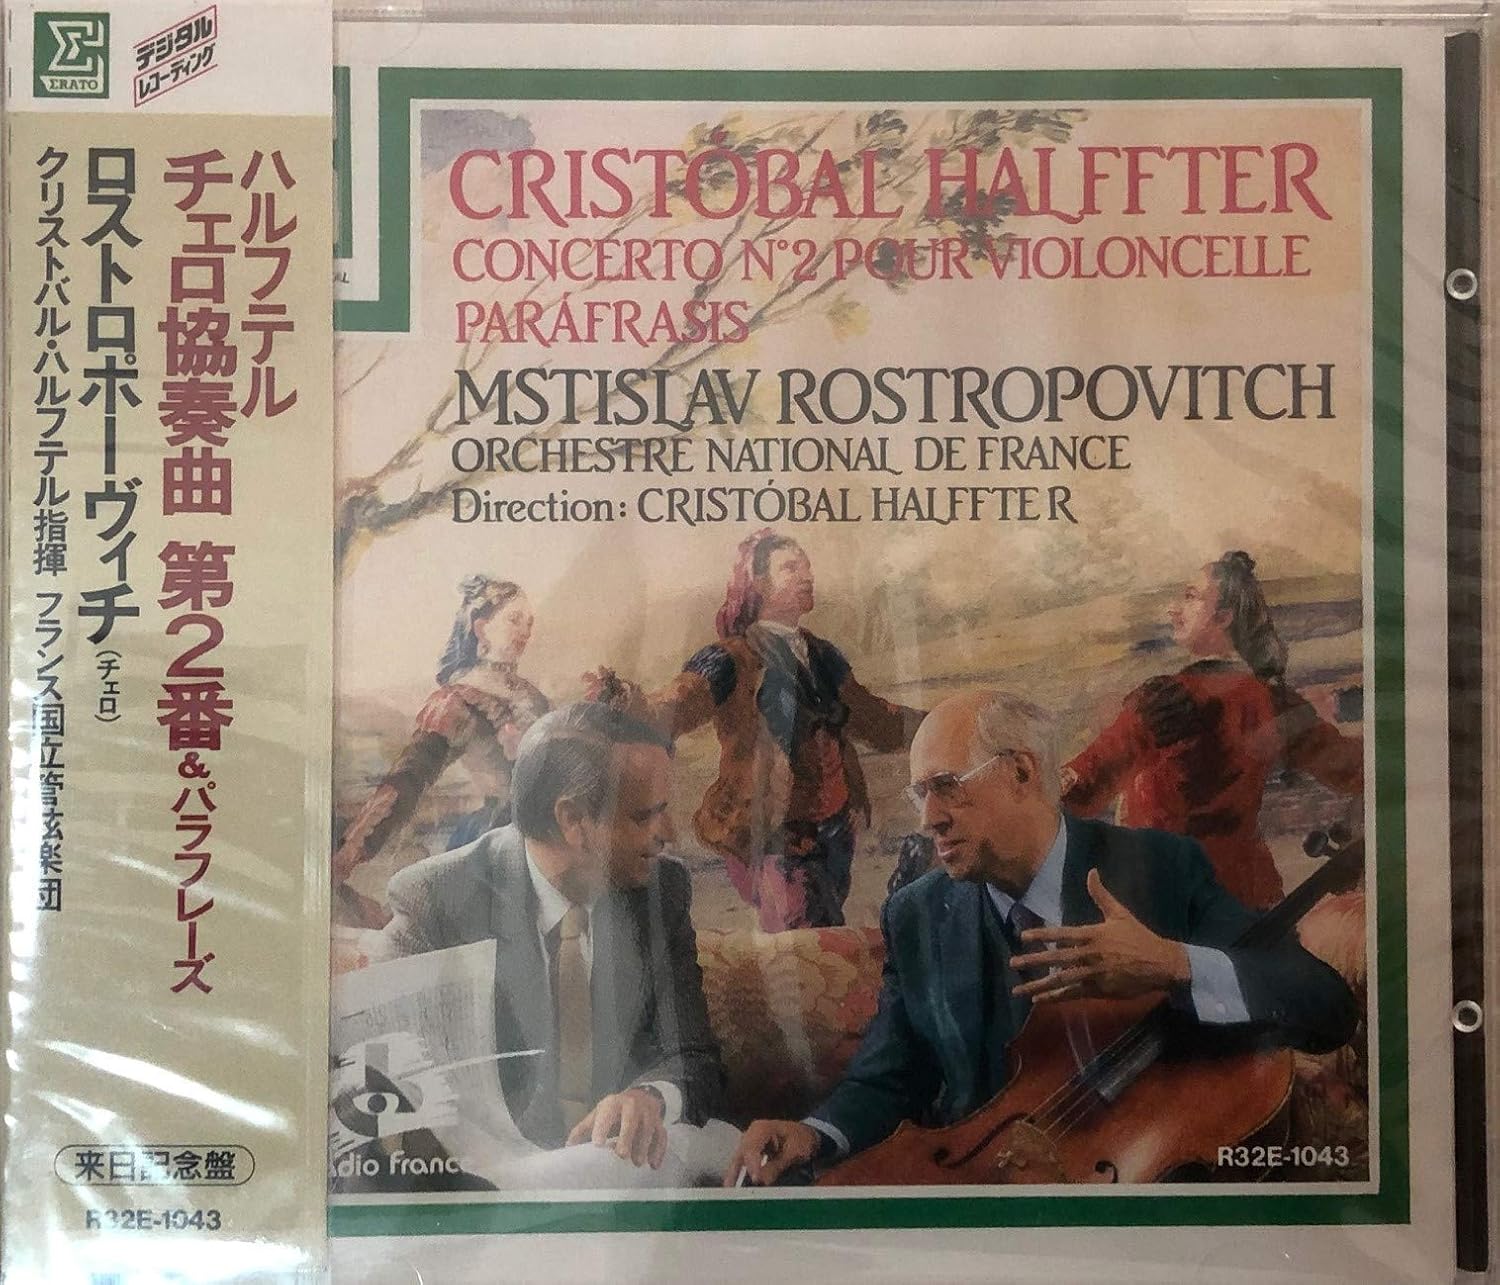 ΣRATO
デジタル
レコーディング
ハルフテル
チェロ協奏曲 第2番&パラフレーズ
ロストロポーヴィチ(チェロ)
クリストバル・ハルフテル指揮 フランス国立管弦楽団
来日記念盤
R32E-1043
CRISTÓBAL HALFFTER
CONCERTO N°2 POUR VIOLONCELLE
PARÁFRASIS
MSTISLAV ROSTROPOVITCH
ORCHESTRE NATIONAL DE FRANCE
Direction: CRISTÓBAL HALFFTER
dio France
R32E-1043